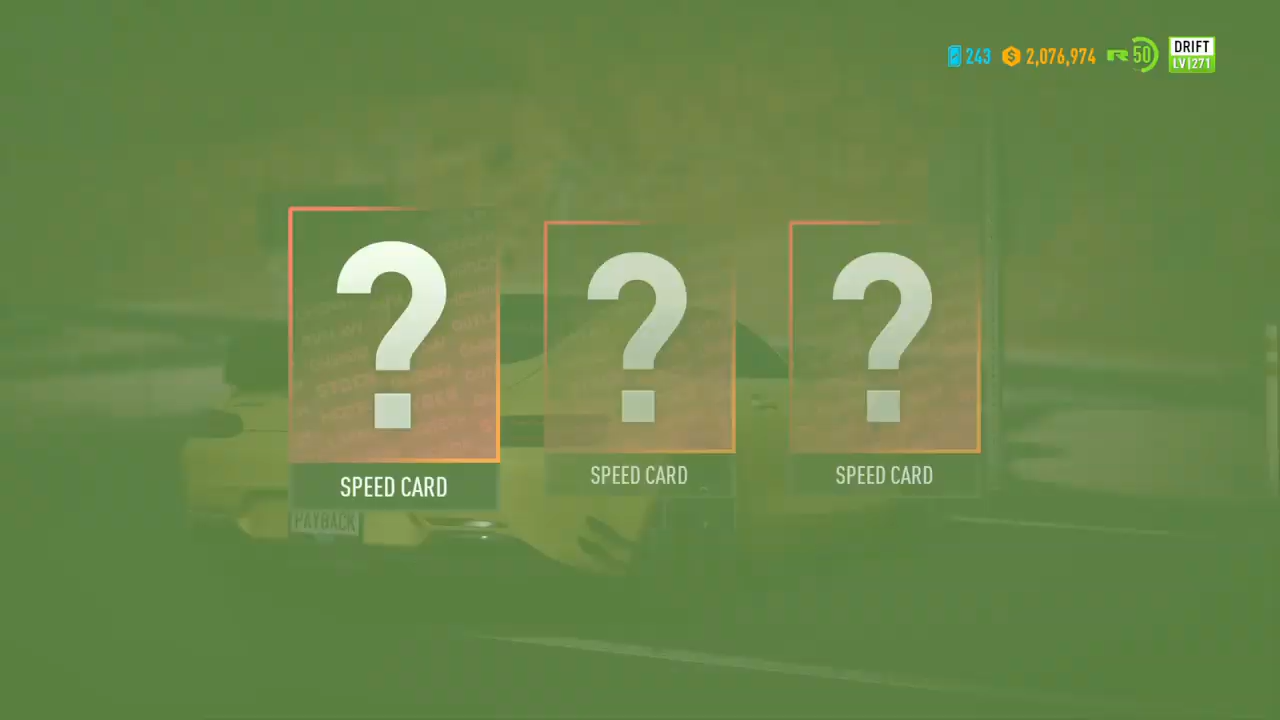 243 2,076,974 R 50 DRIFT
LV|271
SPEED CARD
SPEED CARD
SPEED CARD
PAYBACK